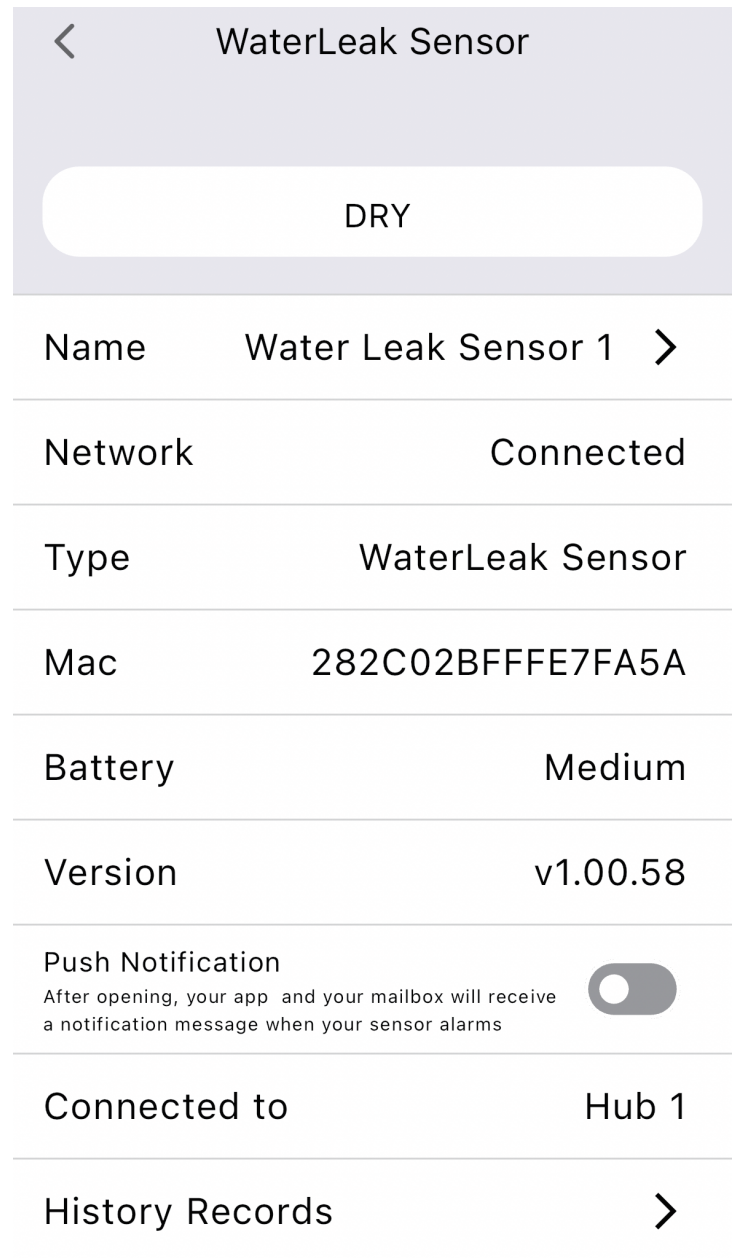 WaterLeak Sensor
DRY
Name Water Leak Sensor 1
Network Connected
Type WaterLeak Sensor
Mac 282C02BFFFE7FA5A
Battery Medium
Version v1.00.58
Push Notification
After opening, your app  and your mailbox will receive
a notification message when your sensor alarms
Connected to Hub 1
History Records